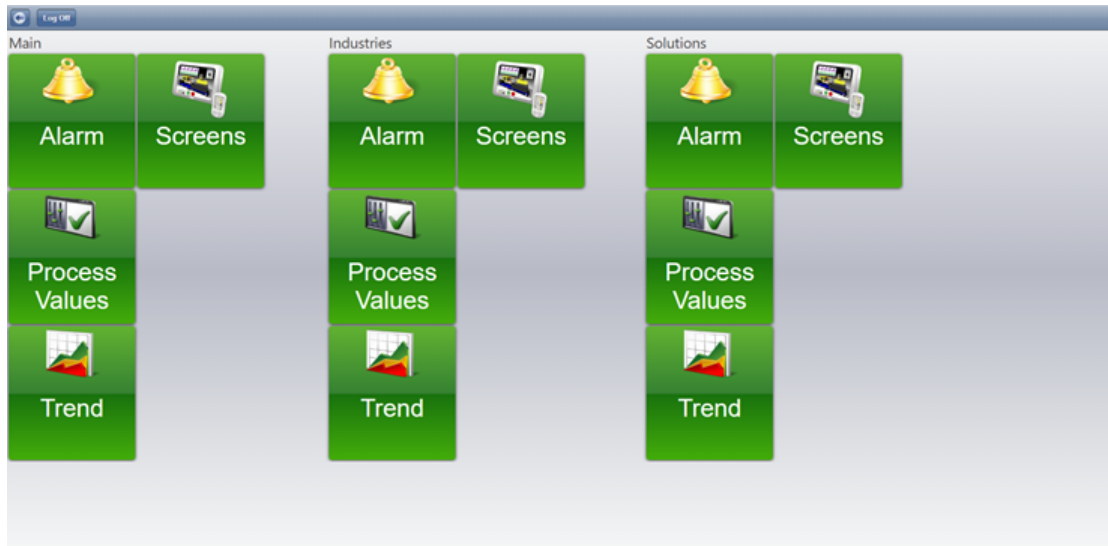 Log Off
Main
Industries
Solutions
Alarm
Screens
Alarm
Screens
Alarm
Screens
Process
Values
Process
Values
Process
Values
Trend
Trend
Trend